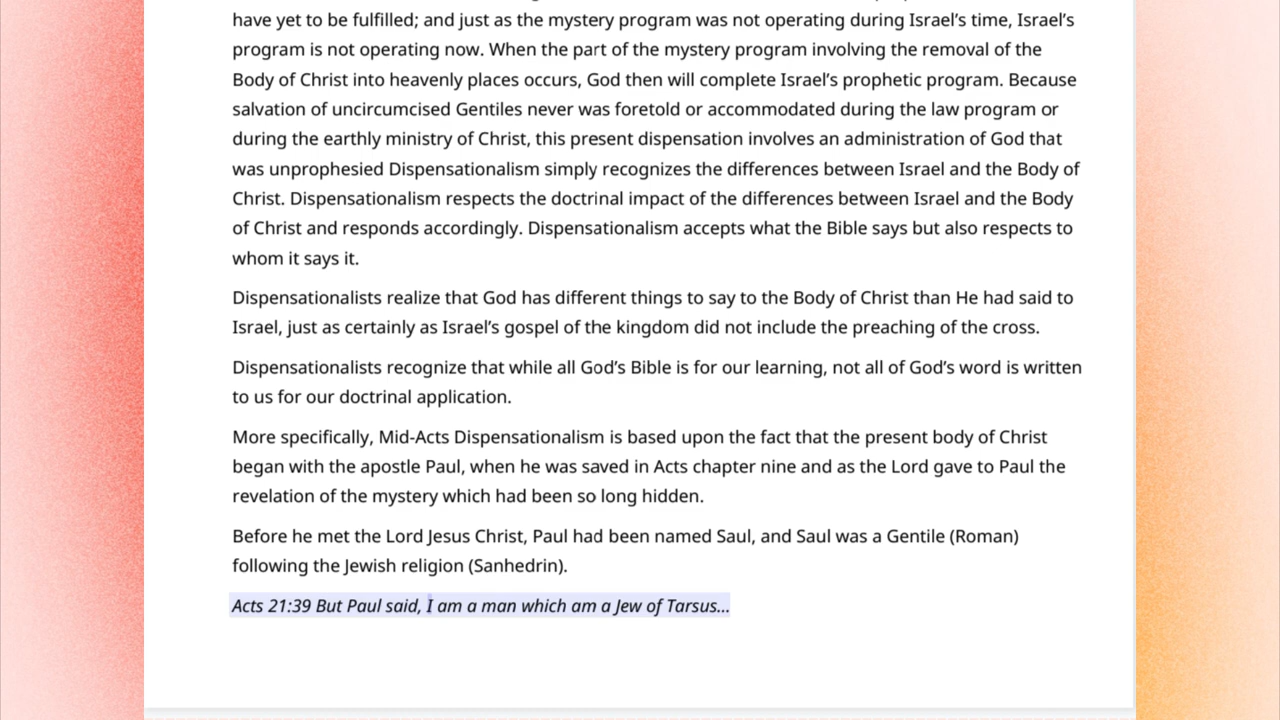 have yet to be fulfilled; and just as the mystery program was not operating during Israel’s time, Israel’s
program is not operating now. When the part of the mystery program involving the removal of the
Body of Christ into heavenly places occurs, God then will complete Israel’s prophetic program. Because
salvation of uncircumcised Gentiles never was foretold or accommodated during the law program or
during the earthly ministry of Christ, this present dispensation involves an administration of God that
was unprophesied Dispensationalism simply recognizes the differences between Israel and the Body of
Christ. Dispensationalism respects the doctrinal impact of the differences between Israel and the Body
of Christ and responds accordingly. Dispensationalism accepts what the Bible says but also respects to
whom it says it.
Dispensationalists realize that God has different things to say to the Body of Christ than He had said to
Israel, just as certainly as Israel’s gospel of the kingdom did not include the preaching of the cross.
Dispensationalists recognize that while all God’s Bible is for our learning, not all of God’s word is written
to us for our doctrinal application.
More specifically, Mid-Acts Dispensationalism is based upon the fact that the present body of Christ
began with the apostle Paul, when he was saved in Acts chapter nine and as the Lord gave to Paul the
revelation of the mystery which had been so long hidden.
Before he met the Lord Jesus Christ, Paul had been named Saul, and Saul was a Gentile (Roman)
following the Jewish religion (Sanhedrin).
Acts 21:39 But Paul said, I am a man which am a Jew of Tarsus...